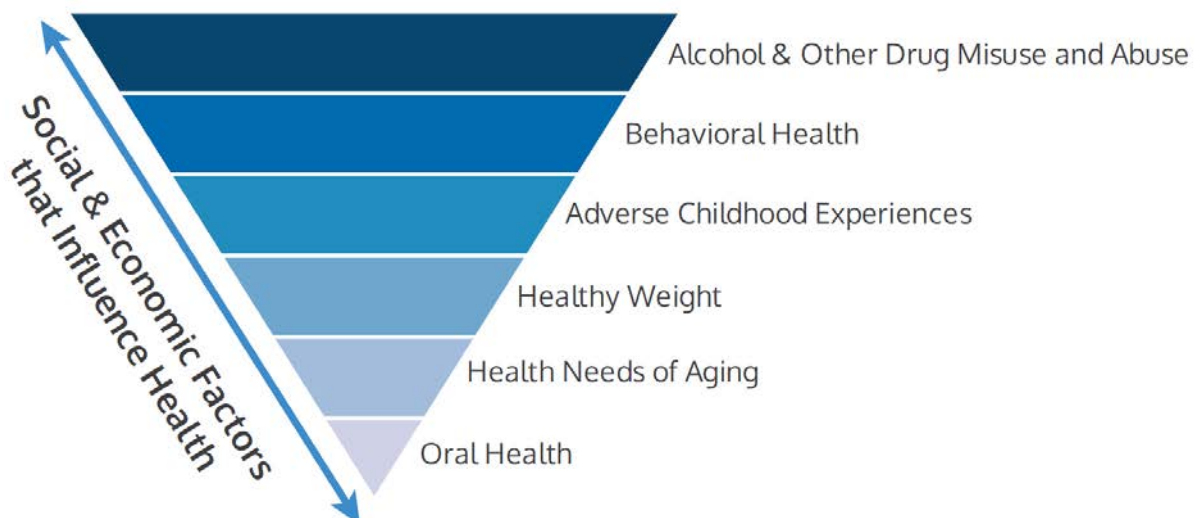 Alcohol & Other Drug Misuse and Abuse
Behavioral Health
Adverse Childhood Experiences
Healthy Weight
Health Needs of Aging
Oral Health
Social & Economic Factors
that Influence Health